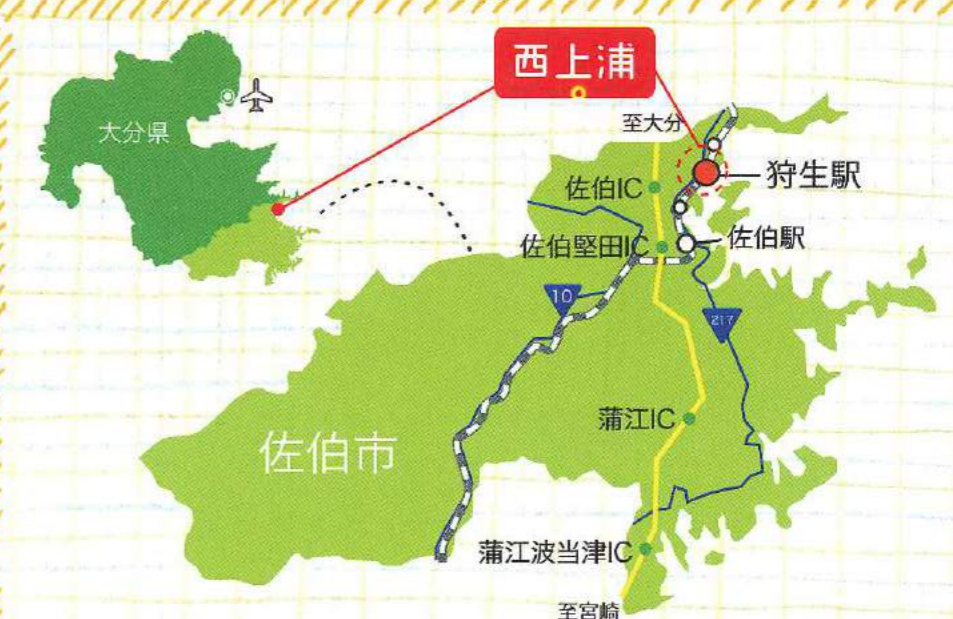 西上浦
大分県
至大分
狩生駅
佐伯IC
佐伯駅
佐伯堅田IC
10
217
蒲江IC
佐伯市
蒲江波当津IC
至宮崎